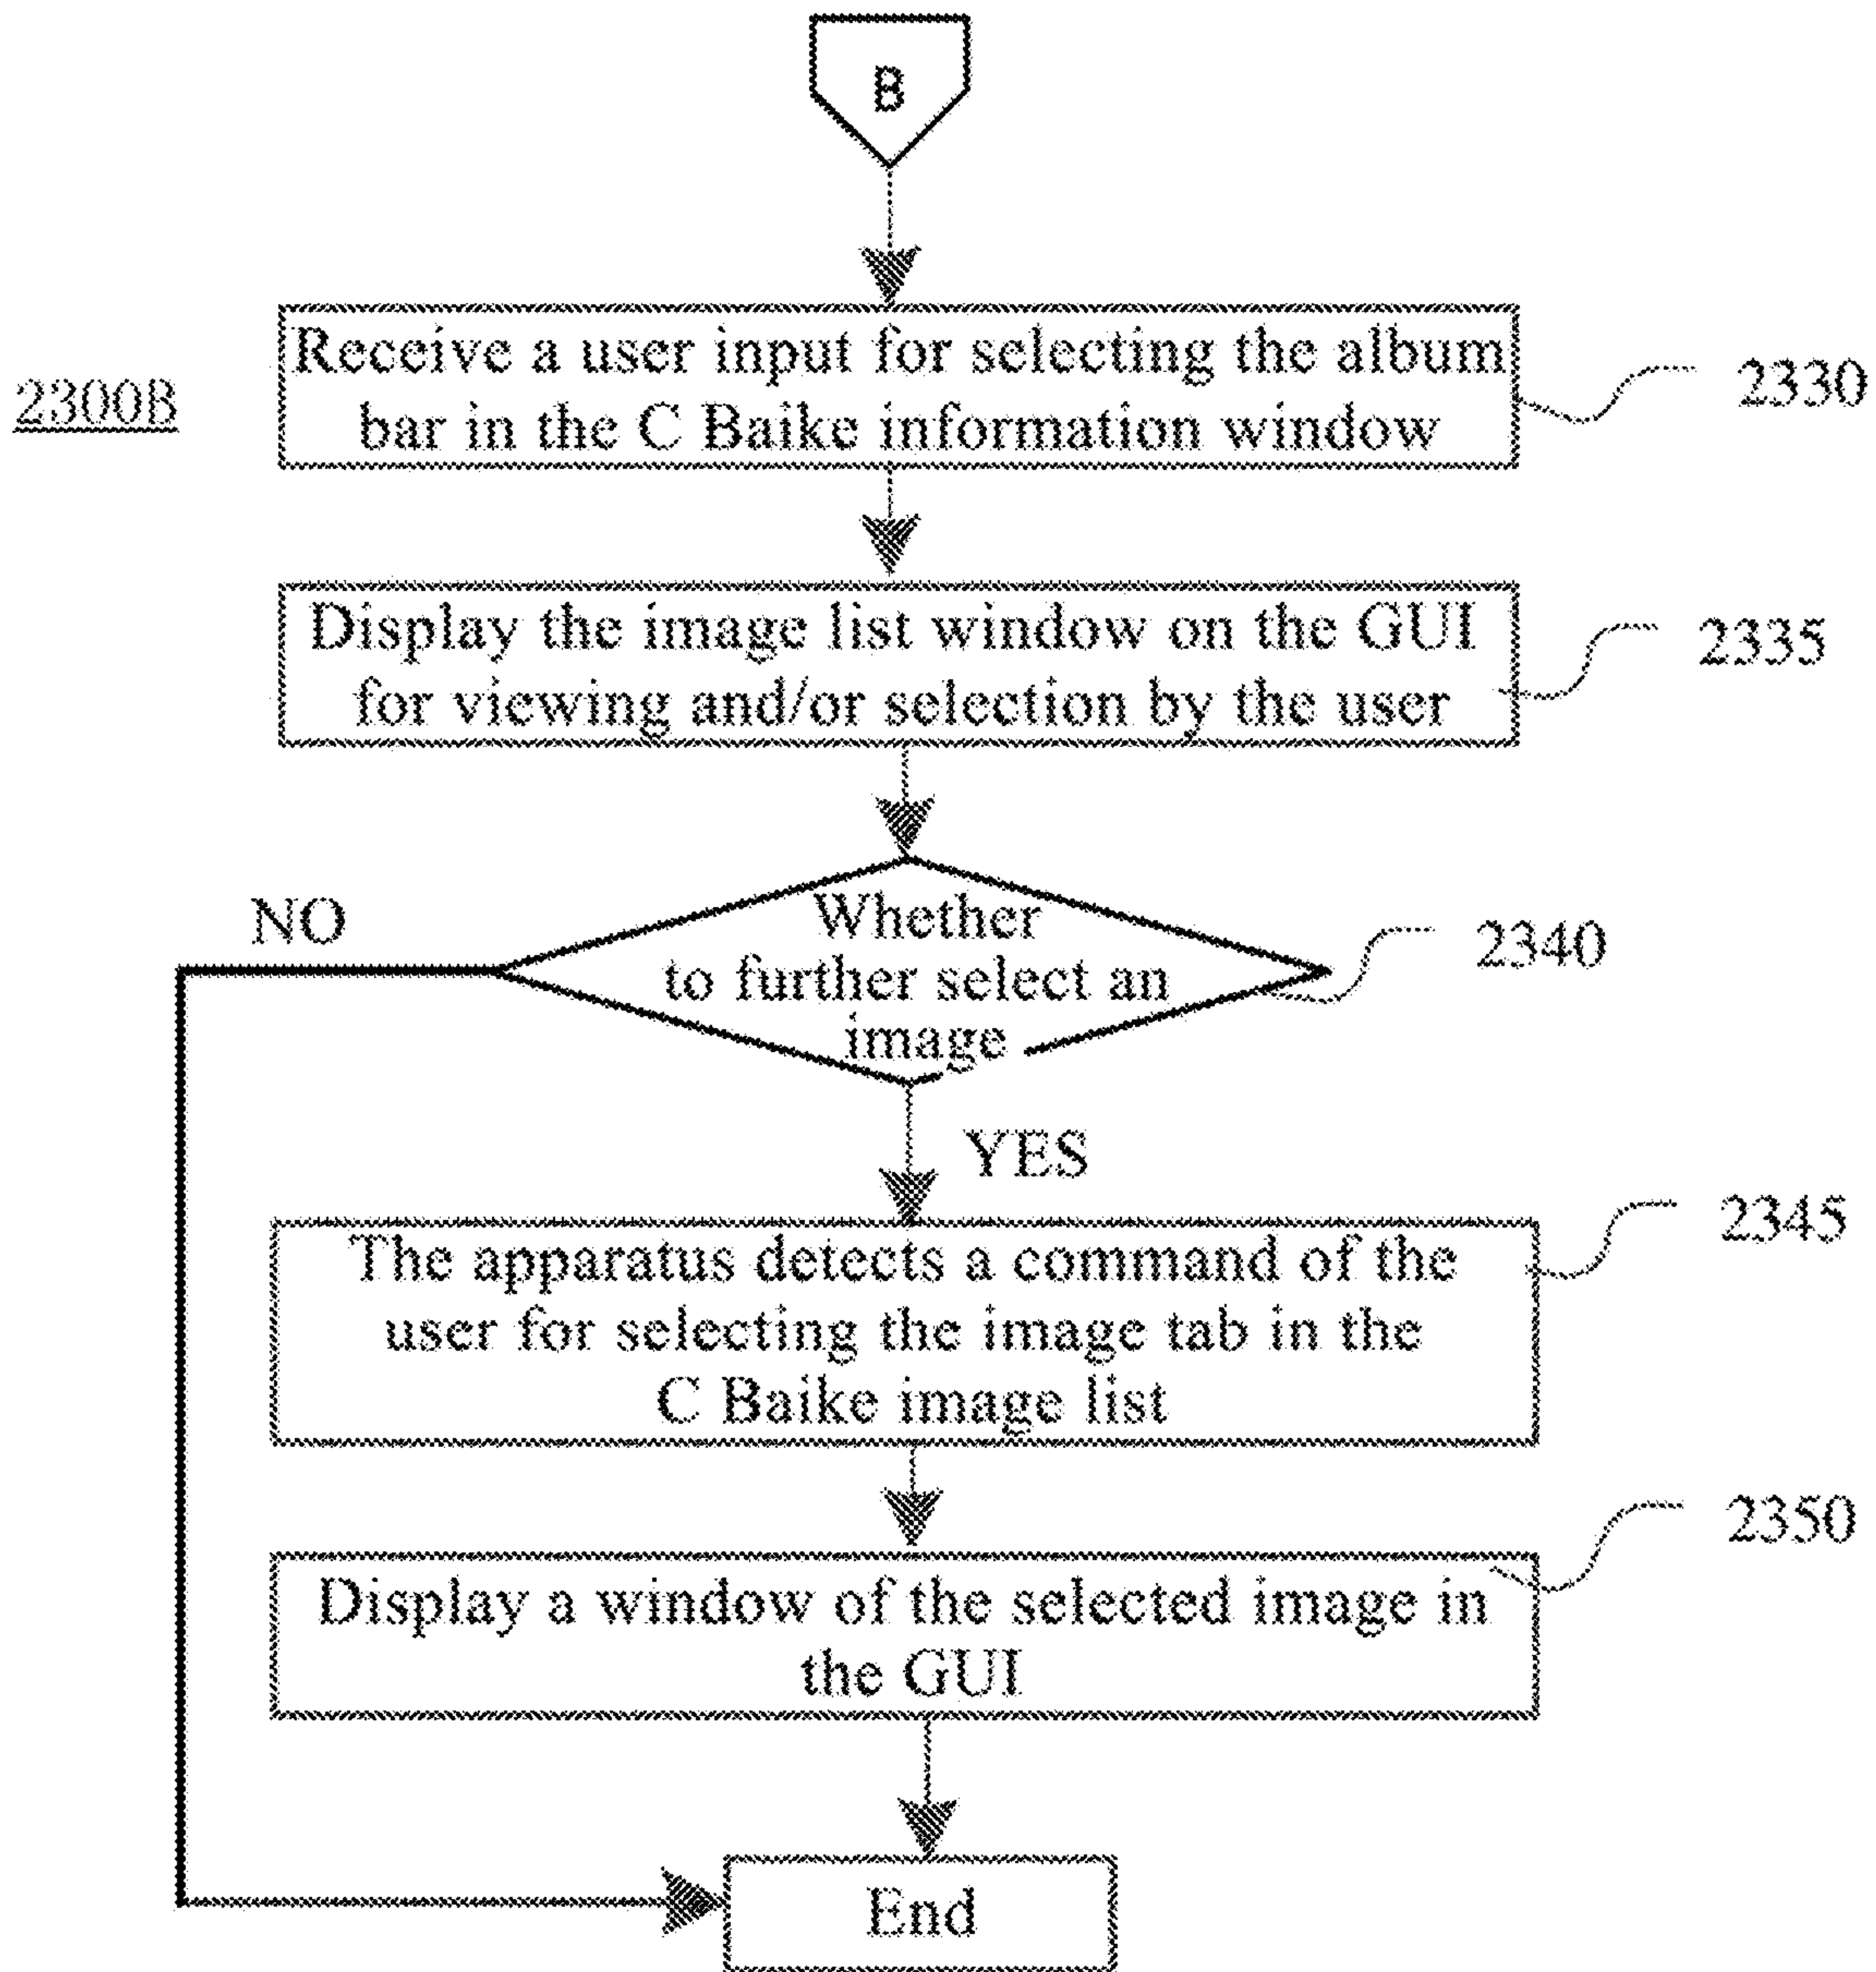 B
Receive a user input for selecting the album
bar in the C Baike information window
2330
2300B
Display the image list window on the GUI
for viewing and/or selection by the user
2335
NO
Whether
to further select an
image
2340
YES
The apparatus detects a command of the
user for selecting the image tab in the
C Baike image list
2345
Display a window of the selected image in
the GUI
2350
End